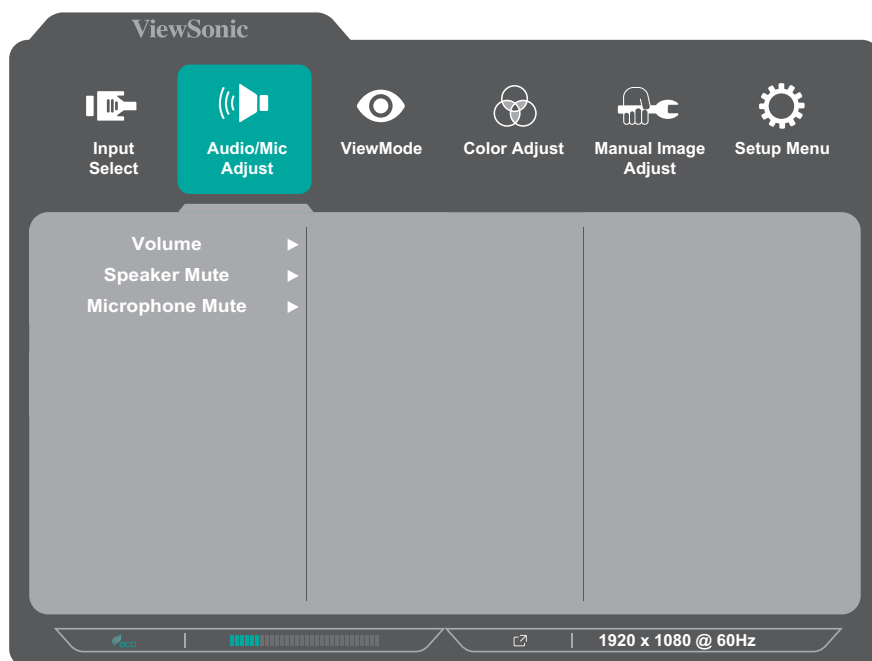 ViewSonic
Input Select
Audio/Mic Adjust
ViewMode
Color Adjust
Manual Image Adjust
Setup Menu
Volume
Speaker Mute
Microphone Mute
eco
1920 x 1080 @ 60Hz